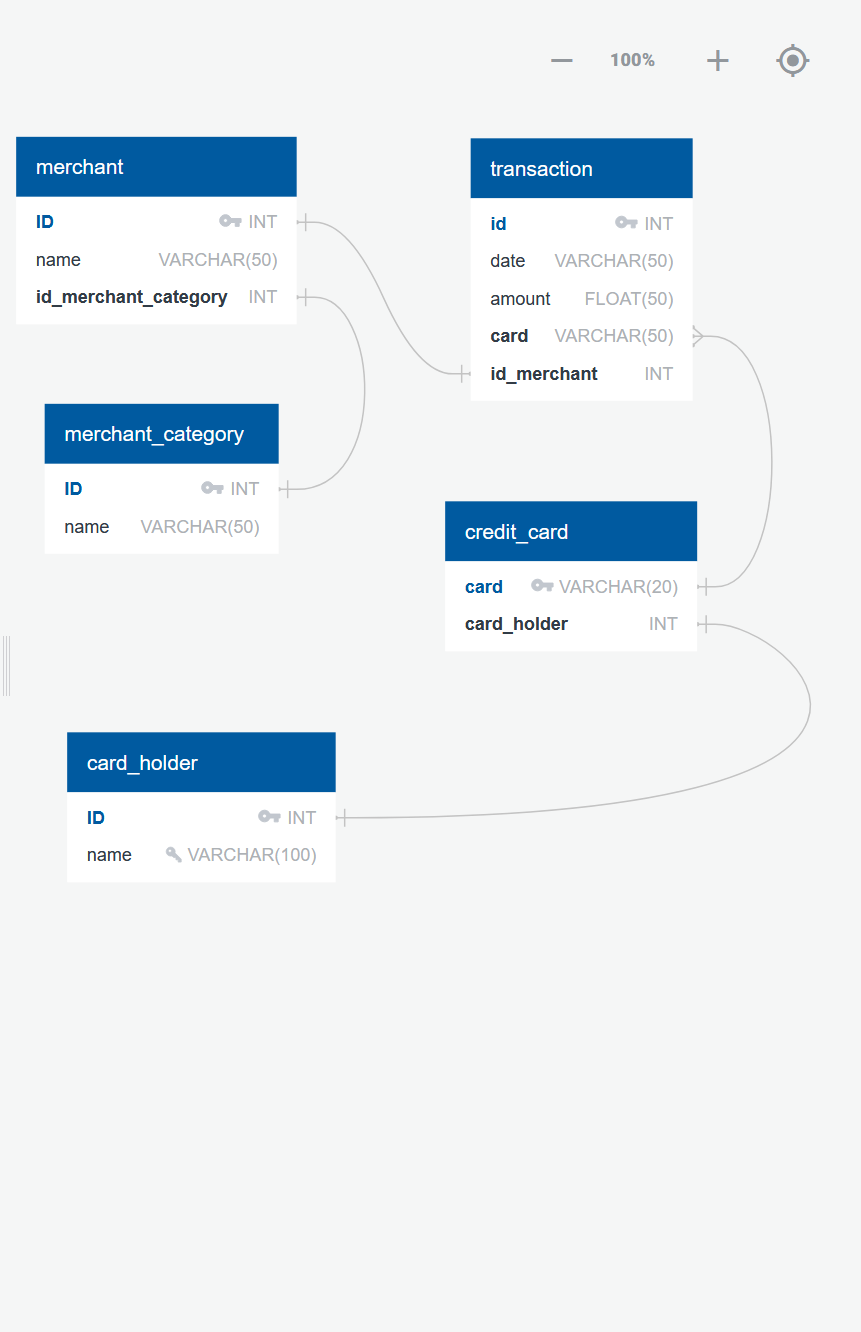 100%
merchant
ID INT
name VARCHAR(50)
id_merchant_category INT
transaction
id INT
date VARCHAR(50)
amount FLOAT(50)
card VARCHAR(50)
id_merchant INT
merchant_category
ID INT
name VARCHAR(50)
credit_card
card VARCHAR(20)
card_holder INT
card_holder
ID INT
name VARCHAR(100)